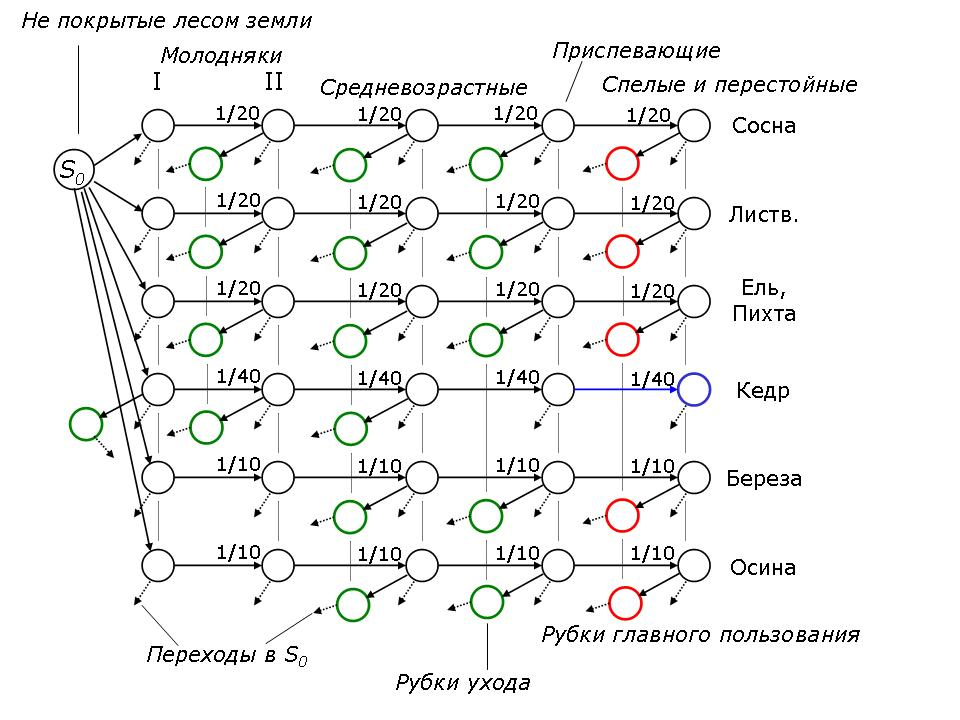 Не покрытые лесом земли
Молодняки
I II
Средневозрастные
Приспевающие
Спелые и перестойные
1/20 1/20 1/20 1/20 Сосна
S0
1/20 1/20 1/20 1/20 Листв.
1/20 1/20 1/20 1/20 Ель,
Пихта
1/40 1/40 1/40 1/40 Кедр
1/10 1/10 1/10 1/10 Береза
1/10 1/10 1/10 1/10 Осина
Рубки главного пользования
Переходы в S0
Рубки ухода